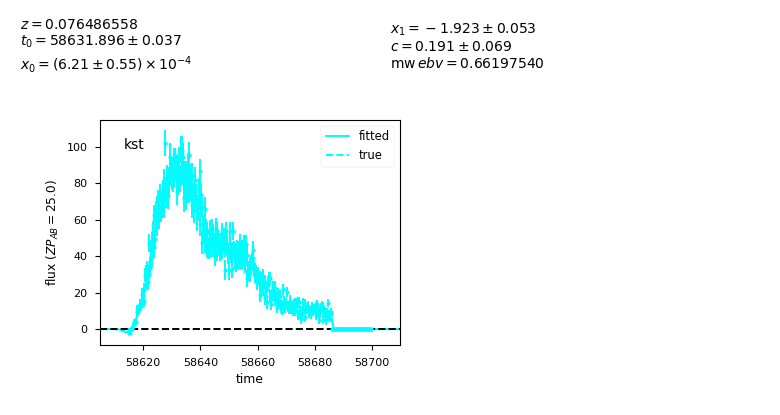 z = 0.076486558
t₀ = 58631.896 ± 0.037
x₀ = (6.21 ± 0.55) × 10⁻⁴
x₁ = −1.923 ± 0.053
c = 0.191 ± 0.069
mw ebv = 0.66197540
kst
fitted
true
flux (ZP_{AB} = 25.0)
100
80
60
40
20
0
58620 58640 58660 58680 58700
time